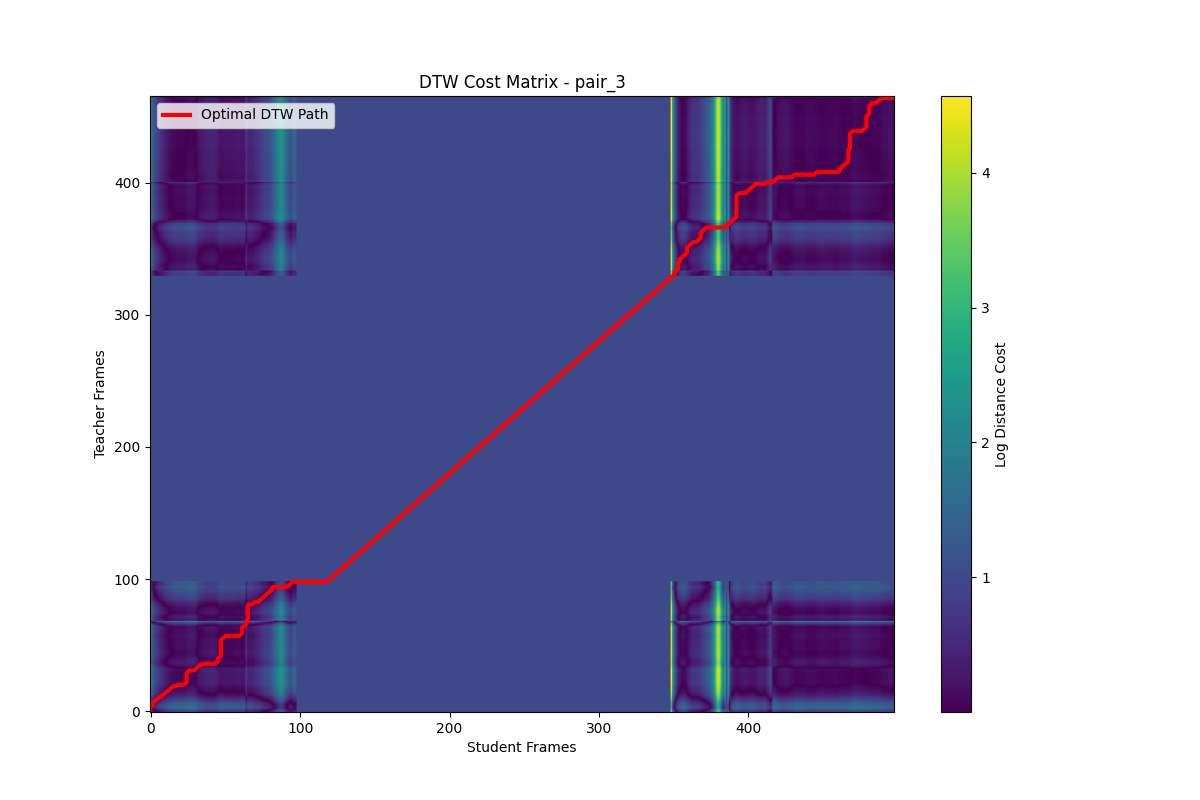 DTW Cost Matrix - pair_3
Optimal DTW Path
400
300
200
100
0
Teacher Frames
0 100 200 300 400
Student Frames
4
3
2
1
Log Distance Cost